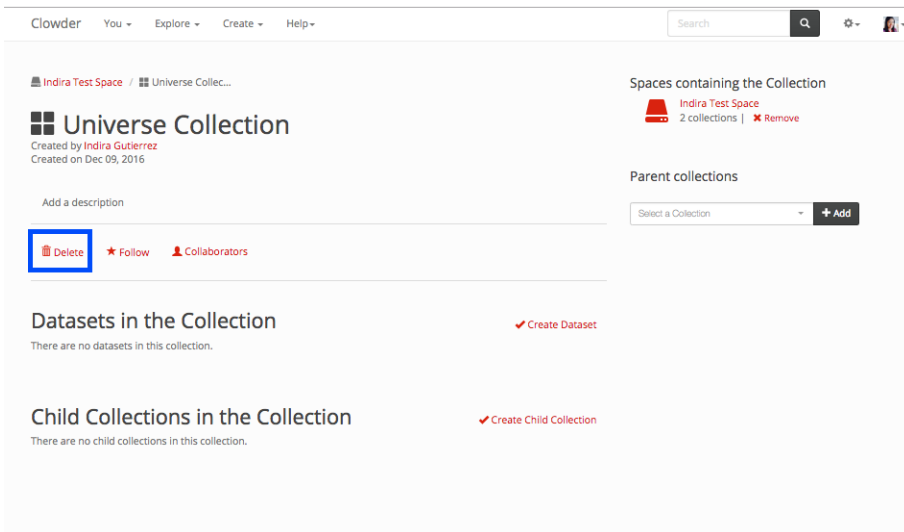 Clowder You Explore Create Help Search
Indira Test Space / Universe Collec...
Universe Collection
Created by Indira Gutierrez
Created on Dec 09, 2016
Add a description
Delete Follow Collaborators
Datasets in the Collection
Create Dataset
There are no datasets in this collection.
Child Collections in the Collection
Create Child Collection
There are no child collections in this collection.
Spaces containing the Collection
Indira Test Space
2 collections | Remove
Parent collections
Select a Collection
Add